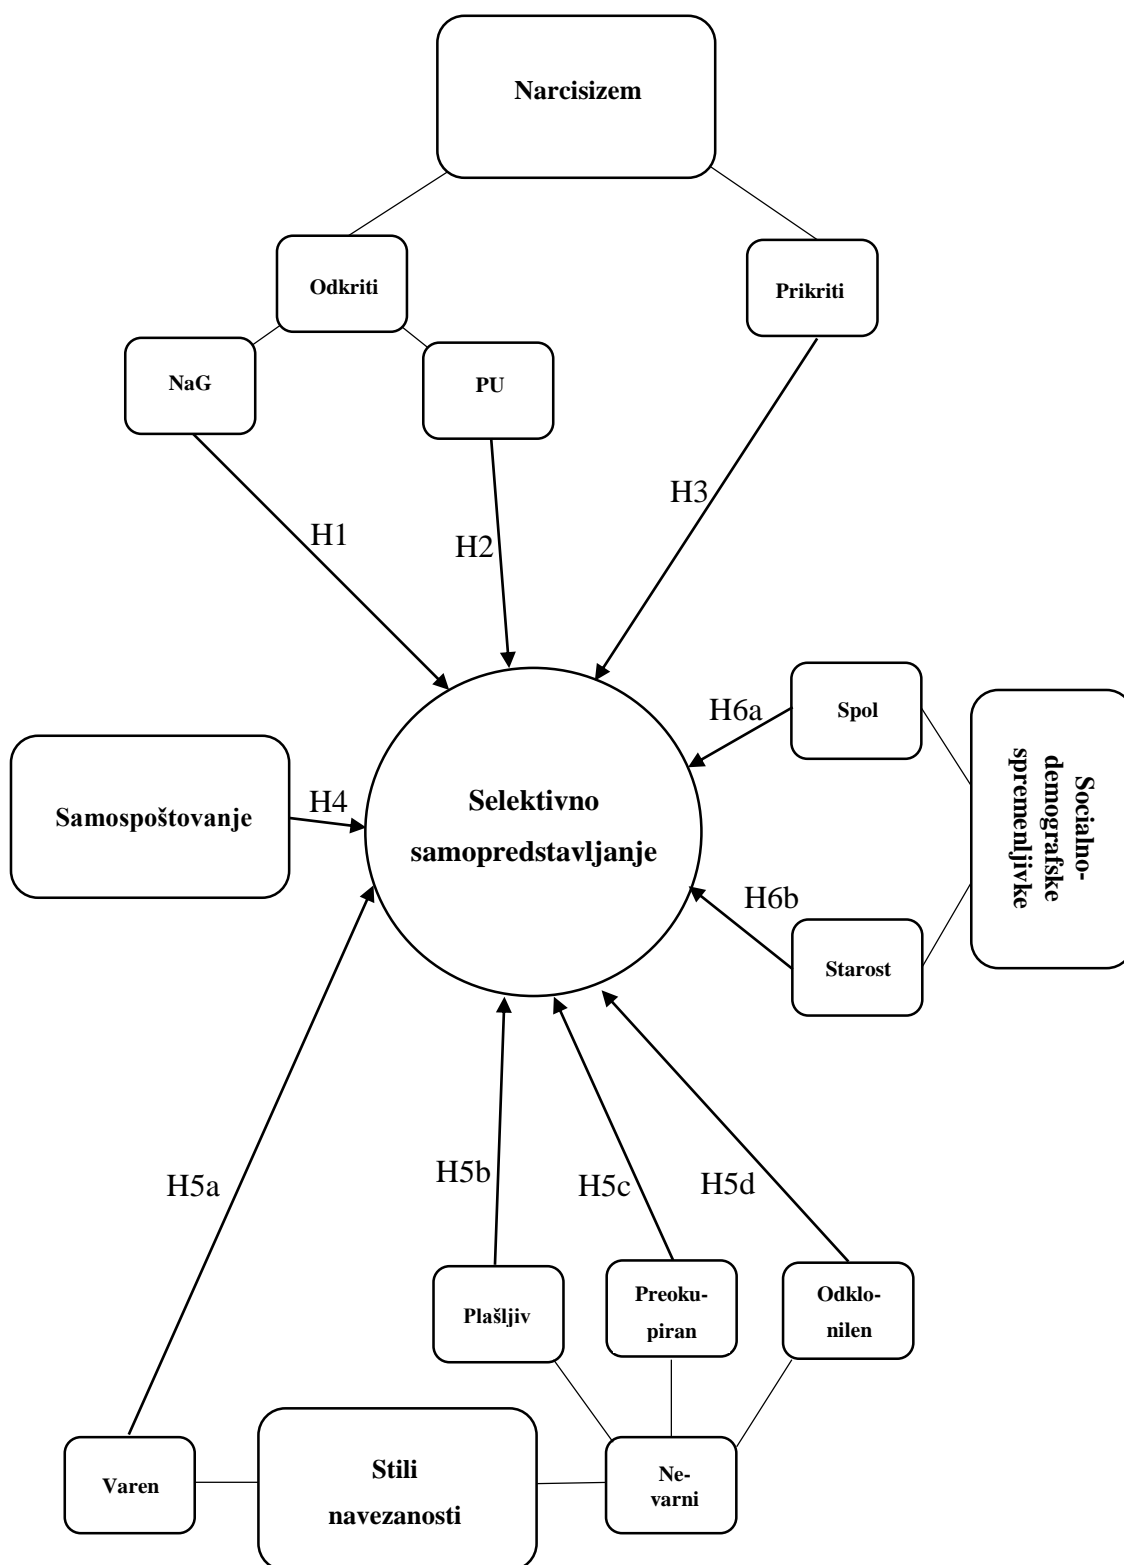 Narcisizem
Odkriti
Prikriti
NaG
PU
H1
H2
H3
H6a
Spol
Socialno-
demografske
spremenljivke
Samospoštovanje
H4
Selektivno
samopredstavljanje
H6b
Starost
H5a
H5b
H5c
H5d
Plašljiv
Preoku-
piran
Odklo-
nilen
Varen
Stili
navezanosti
Ne-
varni